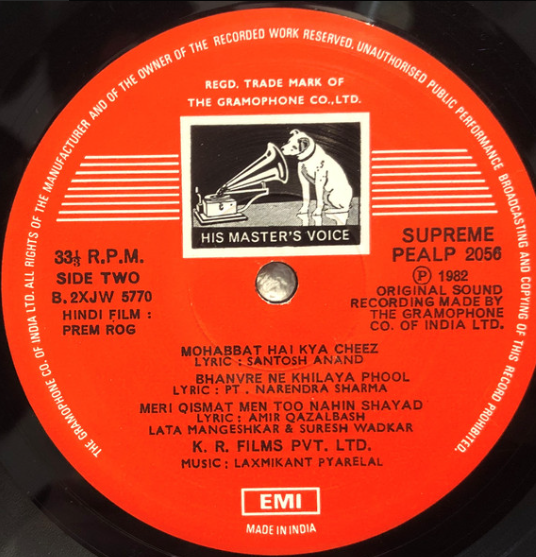 THE GRAMOPHONE CO. OF INDIA LTD. ALL RIGHTS OF THE MANUFACTURER AND OF THE OWNER OF THE RECORDED WORK RESERVED, UNAUTHORISED PUBLIC PERFORMANCE BROADCASTING AND COPYING OF THIS RECORD PROHIBITED.
REGD. TRADE MARK OF
THE GRAMOPHONE CO., LTD.
HIS MASTER'S VOICE
33⅓ R.P.M.
SIDE TWO
B.2XJW 5770
HINDI FILM :
PREM ROG
SUPREME
PEALP 2056
Ⓟ 1982
ORIGINAL SOUND
RECORDING MADE BY
THE GRAMOPHONE
CO. OF INDIA LTD.
MOHABBAT HAI KYA CHEEZ
LYRIC : SANTOSH ANAND
BHANVRE NE KHILAYA PHOOL
LYRIC : PT. NARENDRA SHARMA
MERI QISMAT MEN TOO NAHIN SHAYAD
LYRIC : AMIR QAZALBASH
LATA MANGESHKAR & SURESH WADKAR
K. R. FILMS PVT. LTD.
MUSIC : LAXMIKANT PYARELAL
EMI
MADE IN INDIA